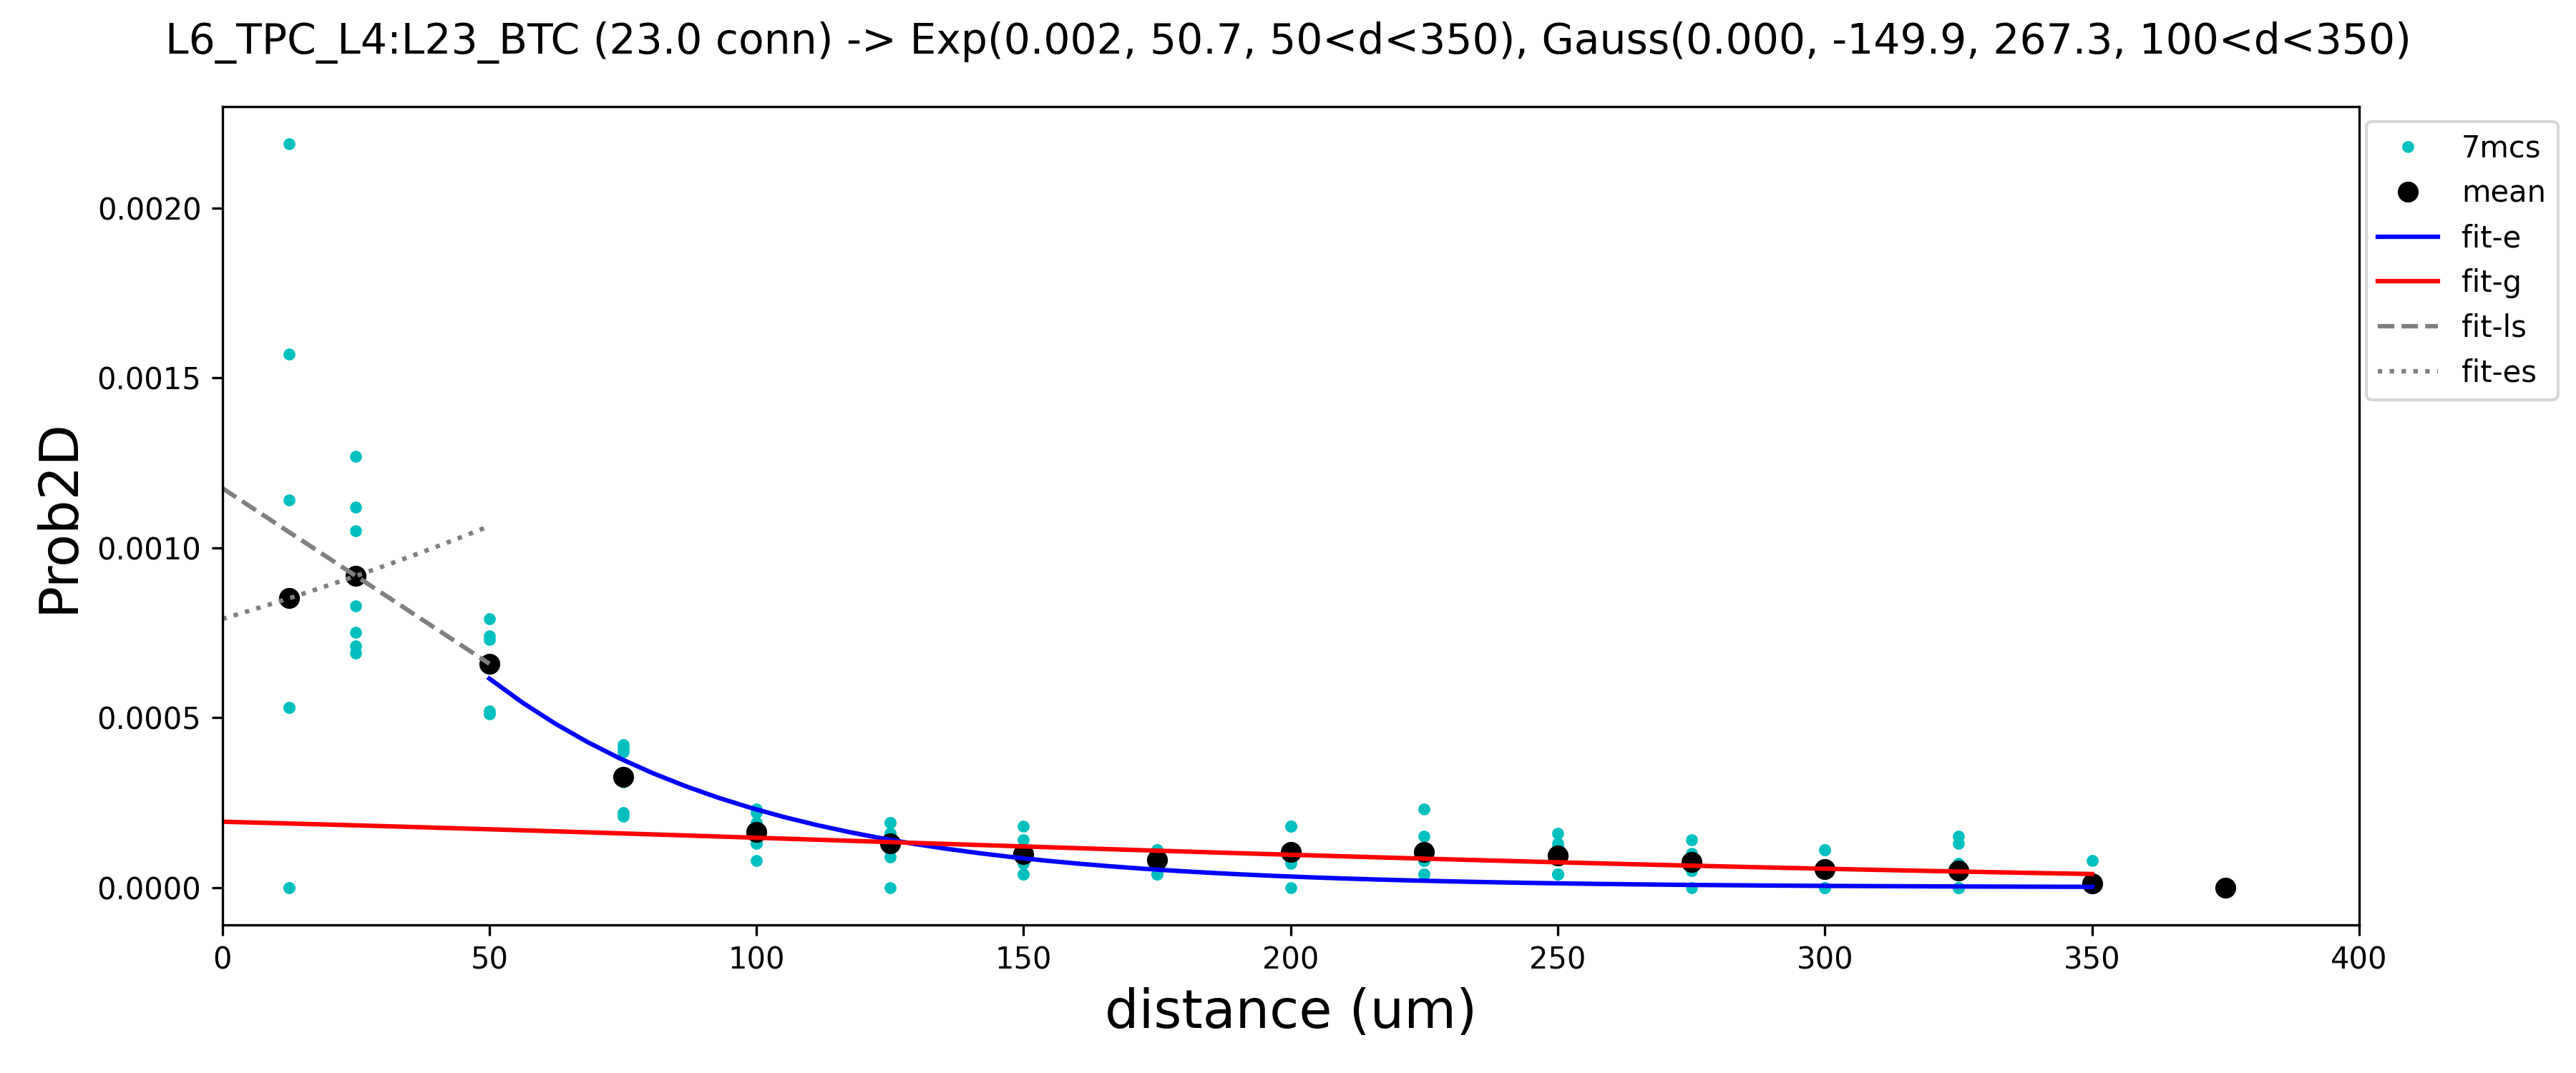 L6_TPC_L4:L23_BTC (23.0 conn) -> Exp(0.002, 50.7, 50<d<350), Gauss(0.000, -149.9, 267.3, 100<d<350)
7mcs
mean
fit-e
fit-g
fit-ls
fit-es
0.0020
0.0015
0.0010
0.0005
0.0000
Prob2D
0 50 100 150 200 250 300 350 400
distance (um)